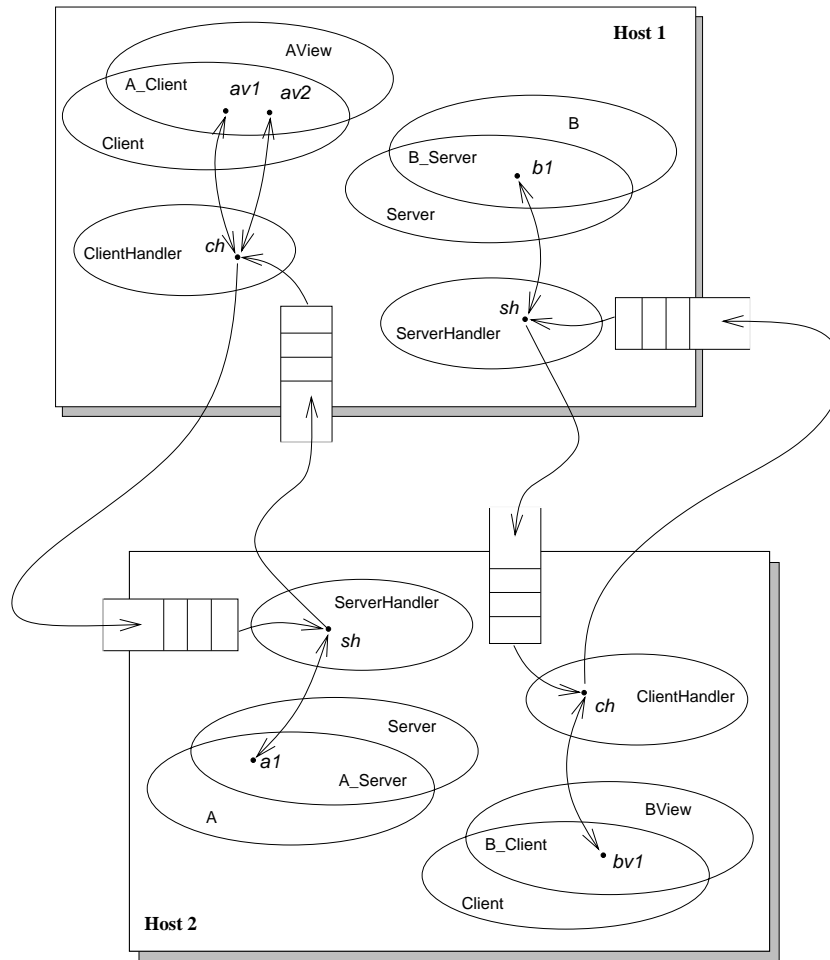 Host 1
AView
A_Client
av1
av2
Client
B
B_Server
b1
Server
ch
ClientHandler
sh
ServerHandler
ServerHandler
sh
ch
ClientHandler
Server
a1
A_Server
A
BView
B_Client
bv1
Client
Host 2